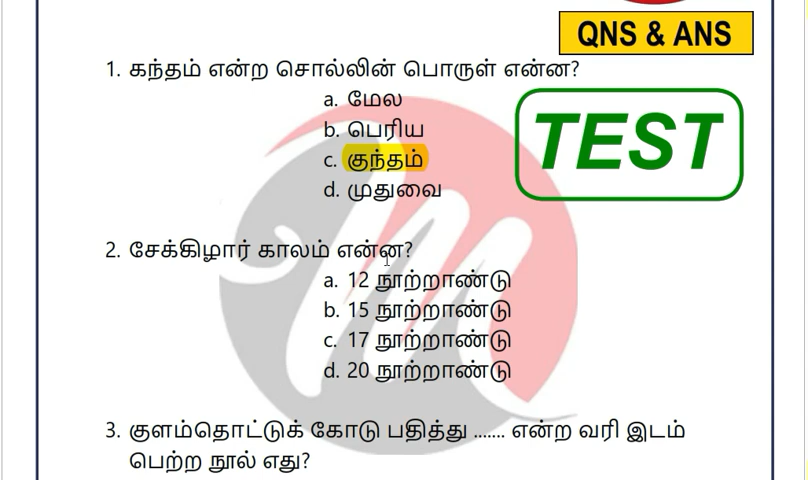 QNS & ANS
1. கந்தம் என்ற சொல்லின் பொருள் என்ன?
a. மேல
b. பெரிய
c. குந்தம்
d. முதுவை
TEST
2. சேக்கிழார் காலம் என்ன?
a. 12 நூற்றாண்டு
b. 15 நூற்றாண்டு
c. 17 நூற்றாண்டு
d. 20 நூற்றாண்டு
3. குளம்தொட்டுக் கோடு பதித்து ....... என்ற வரி இடம்
பெற்ற நூல் எது?